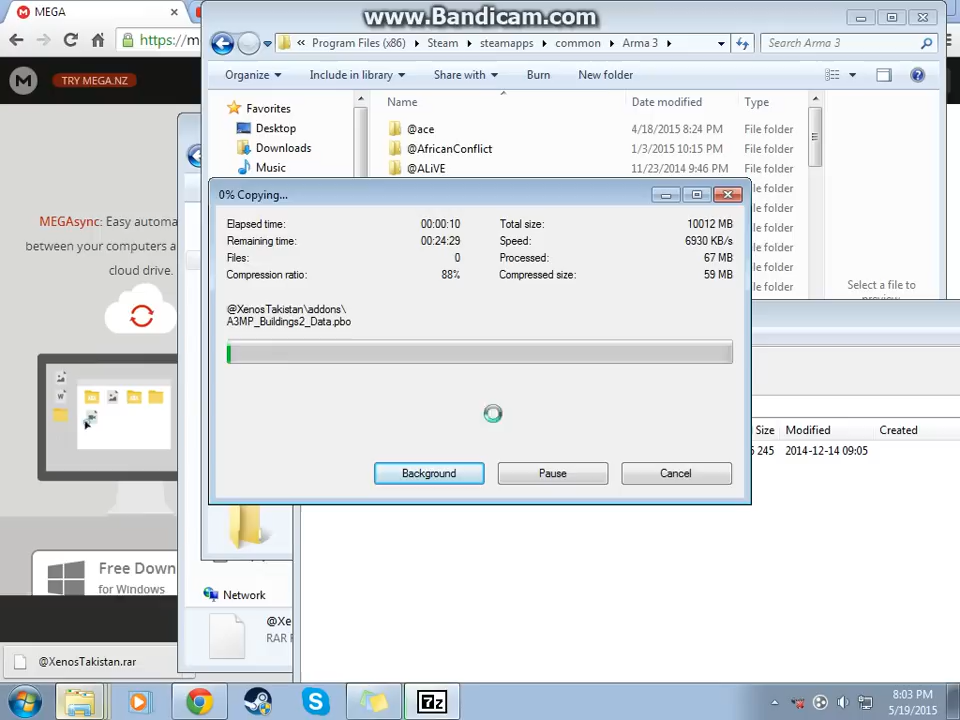 www.Bandicam.com
MEGA
https://m
TRY MEGA.NZ
« Program Files (x86) Steam steamapps common Arma 3
Search Arma 3
Organize Include in library Share with Burn New folder
Favorites
Desktop
Downloads
Music
Name Date modified Type
@ace 4/18/2015 8:24 PM File folder
@AfricanConflict 1/3/2015 10:15 PM File folder
@ALiVE 11/23/2014 9:46 PM File folder
File folder
File folder
File folder
File folder
File folder
File folder
Select a file to
preview.
0% Copying...
Elapsed time: 00:00:10 Total size: 10012 MB
Remaining time: 00:24:29 Speed: 6930 KB/s
Files: 0 Processed: 67 MB
Compression ratio: 88% Compressed size: 59 MB
@XenosTakistan\addons\
A3MP_Buildings2_Data.pbo
Background Pause Cancel
MEGAsync: Easy automa
between your computers a
cloud drive.
W
Size Modified Created
5 245 2014-12-14 09:05
Free Down
for Windows
Network
@Xe
RAR F
@XenosTakistan.rar
7z
8:03 PM
5/19/2015